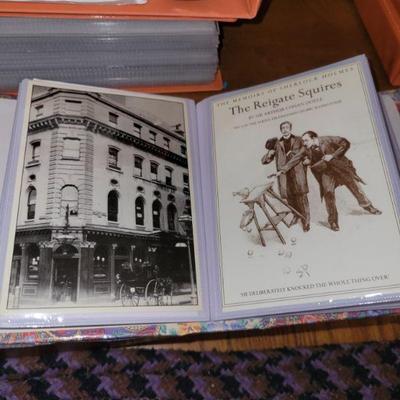 THE MEMOIRS OF SHERLOCK HOLMES
The Reigate Squires
BY SIR ARTHUR CONAN DOYLE
'HE DELIBERATELY KNOCKED THE WHOLE THING OVER.'